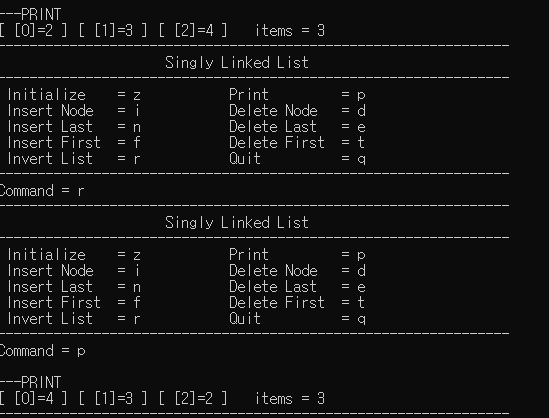 ---PRINT
[ [0]=2 ] [ [1]=3 ] [ [2]=4 ]   items = 3
----------------------------------------------------------------
                     Singly Linked List
----------------------------------------------------------------
 Initialize    = z           Print         = p
 Insert Node   = i           Delete Node   = d
 Insert Last   = n           Delete Last   = e
 Insert First  = f           Delete First  = t
 Invert List   = r           Quit          = q
----------------------------------------------------------------
Command = r
----------------------------------------------------------------
                     Singly Linked List
----------------------------------------------------------------
 Initialize    = z           Print         = p
 Insert Node   = i           Delete Node   = d
 Insert Last   = n           Delete Last   = e
 Insert First  = f           Delete First  = t
 Invert List   = r           Quit          = q
----------------------------------------------------------------
Command = p

---PRINT
[ [0]=4 ] [ [1]=3 ] [ [2]=2 ]   items = 3
----------------------------------------------------------------